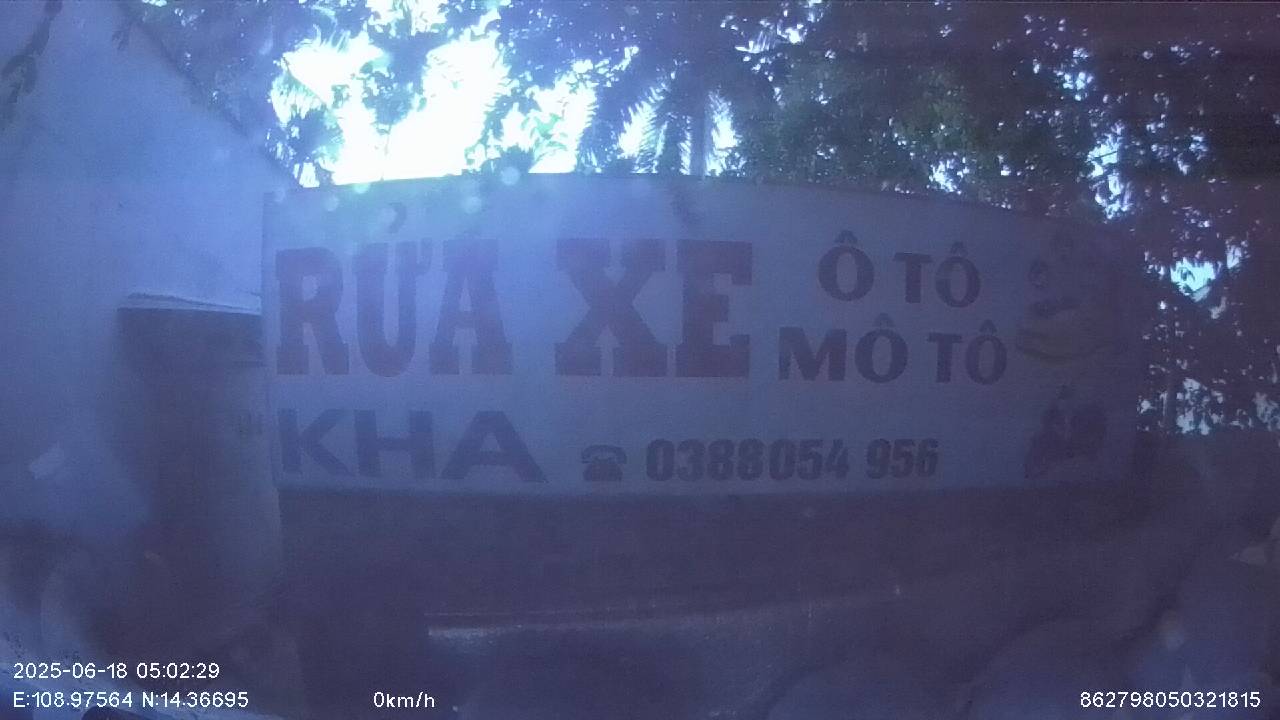 RỬA XE
Ô TÔ
MÔ TÔ
KHA ☎ 0388054 956
2025-06-18 05:02:29
E:108.97564 N:14.36695 0km/h 862798050321815